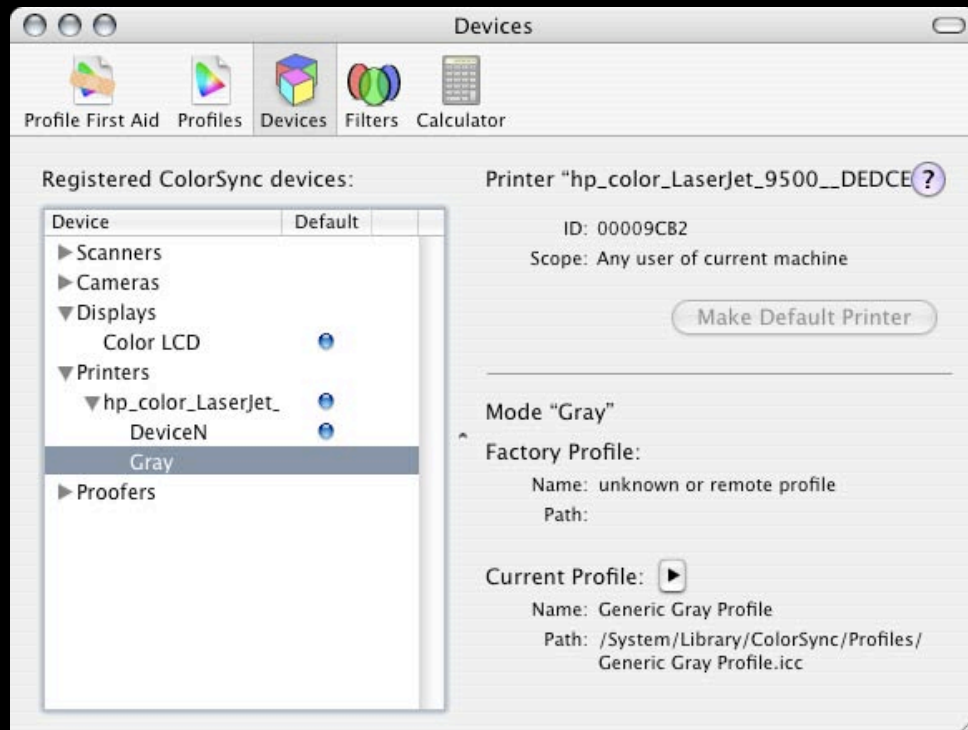 Devices
Profile First Aid Profiles Devices Filters Calculator
Registered ColorSync devices:
Device Default
Scanners
Cameras
Displays
Color LCD
Printers
hp_color_LaserJet_
DeviceN
Gray
Proofers
Printer “hp_color_LaserJet_9500__DEDCE ?
ID: 00009CB2
Scope: Any user of current machine
Make Default Printer
Mode “Gray”
Factory Profile:
Name: unknown or remote profile
Path:
Current Profile:
Name: Generic Gray Profile
Path: /System/Library/ColorSync/Profiles/
Generic Gray Profile.icc